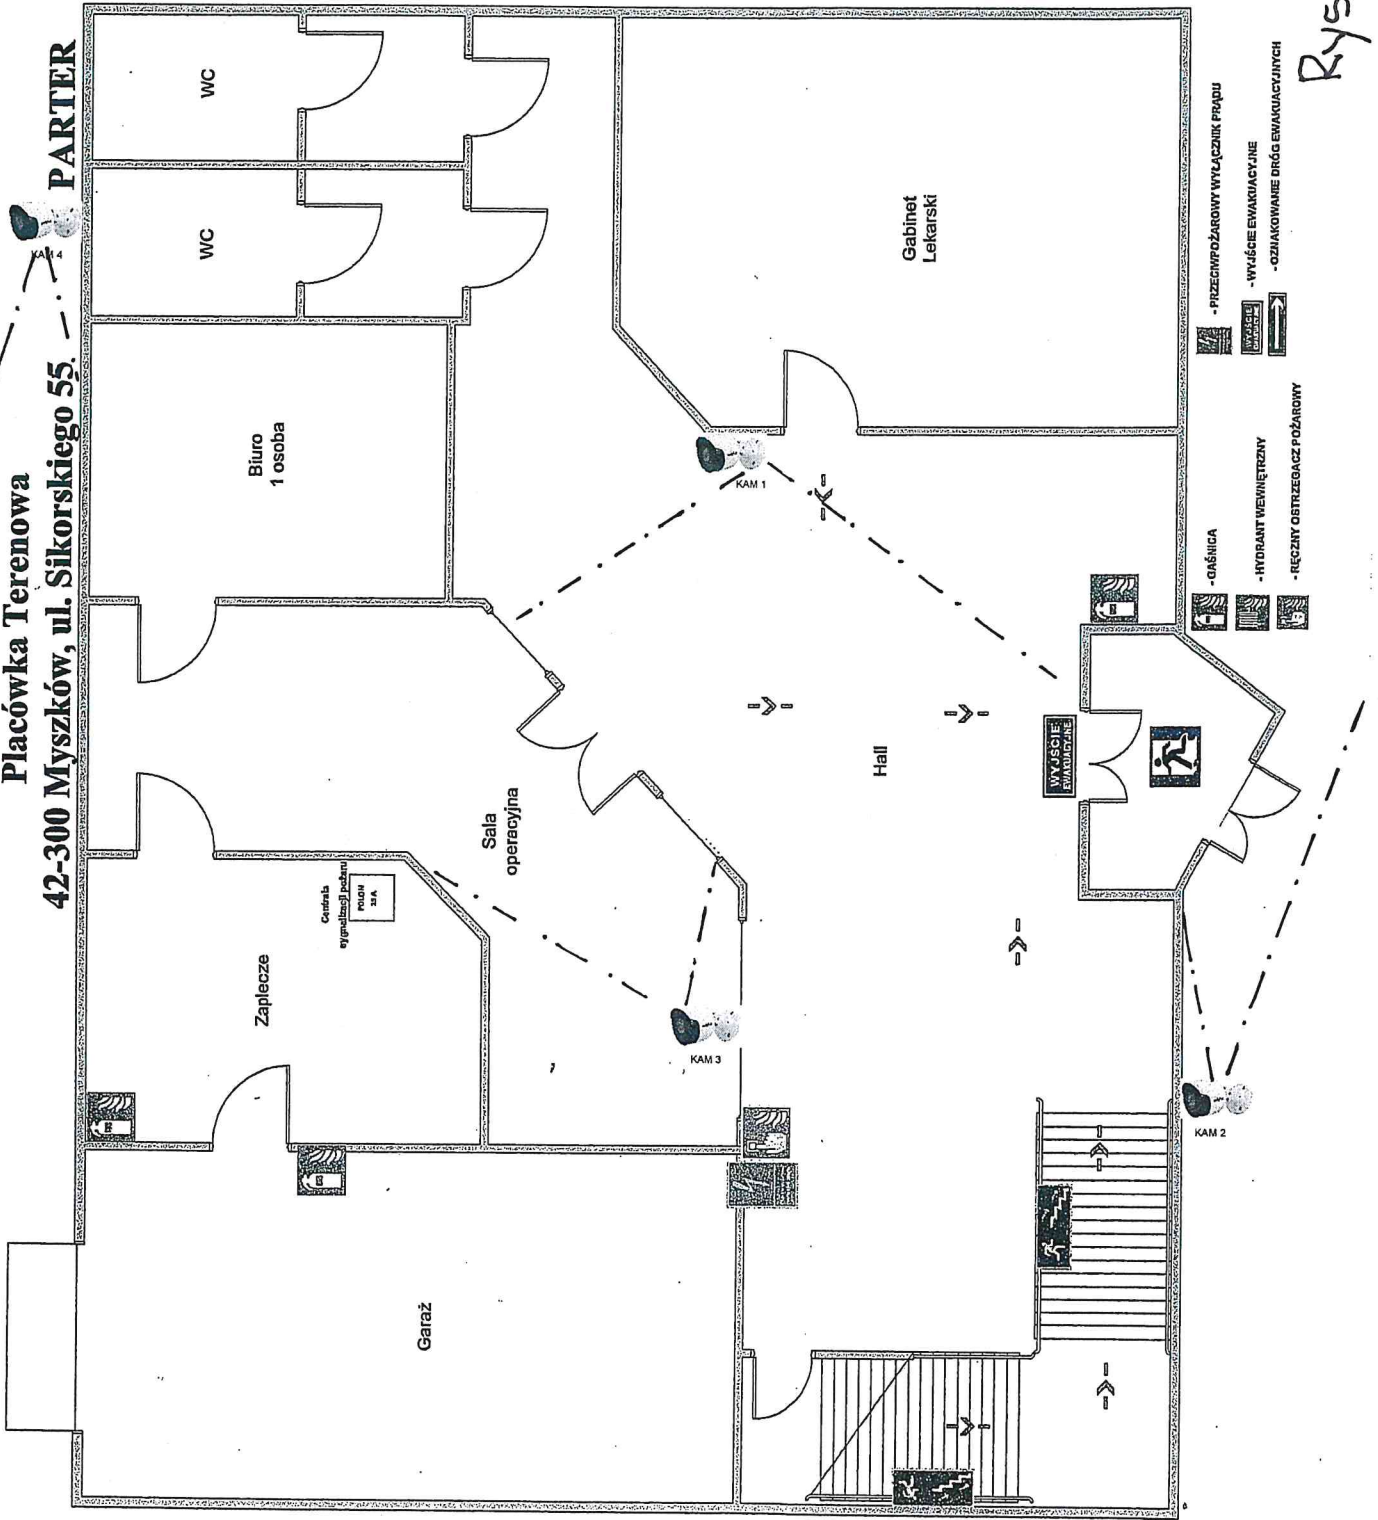 Placówka Terenowa
42-300 Myszków, ul. Sikorskiego 55.
PARTER
KAM 4
WC
WC
Biuro
1 osoba
Gabinet
Lekarski
KAM 1
Zaplecze
Centrala
sygnalizacji pożaru
POLON
Sala
operacyjna
KAM 3
Hall
WYJŚCIE
EWAKUACYJNE
Garaż
KAM 2
-GAŚNICA
-HYDRANT WEWNĘTRZNY
-RĘCZNY OSTRZEGACZ POŻAROWY
-PRZECIWPOŻAROWY WYŁĄCZNIK PRĄDU
WYJŚCIE
-WYJŚCIE EWAKUACYJNE
-OZNAKOWANIE DRÓG EWAKUACYJNYCH
Rys